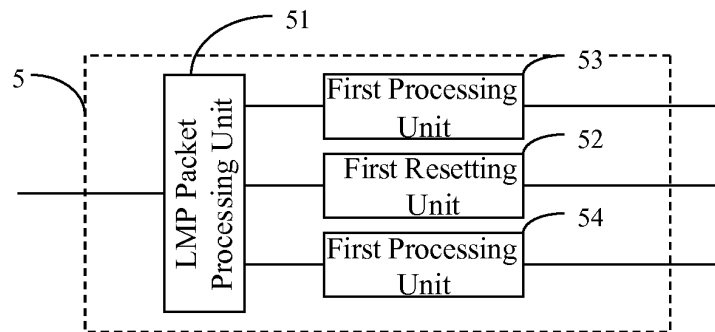 51
5
53
First Processing
Unit
LMP Packet
Processing Unit
52
First Resetting
Unit
54
First Processing
Unit